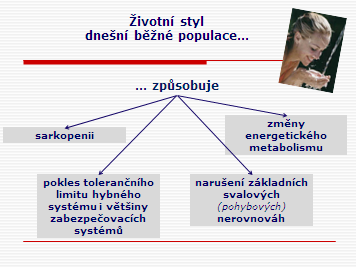 Životní styl
dnešní běžné populace…
… způsobuje
sarkopenii
změny
energetického
metabolismu
pokles tolerančního
limitu hybného
systému i většiny
zabezpečovacích
systémů
narušení základních
svalových
(pohybových)
nerovnováh